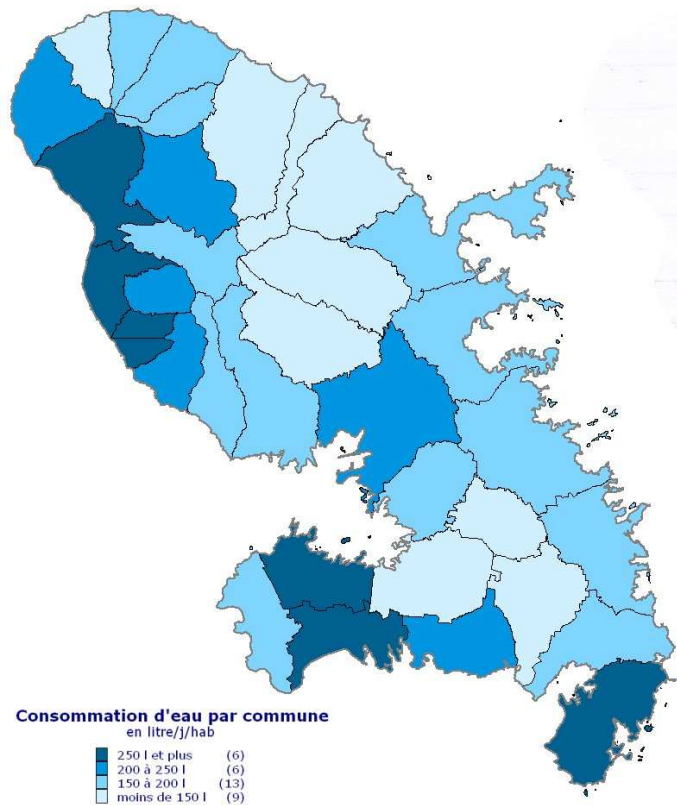 Consommation d'eau par commune
en litre/j/hab
250 l et plus (6)
200 à 250 l (6)
150 à 200 l (13)
moins de 150 l (9)